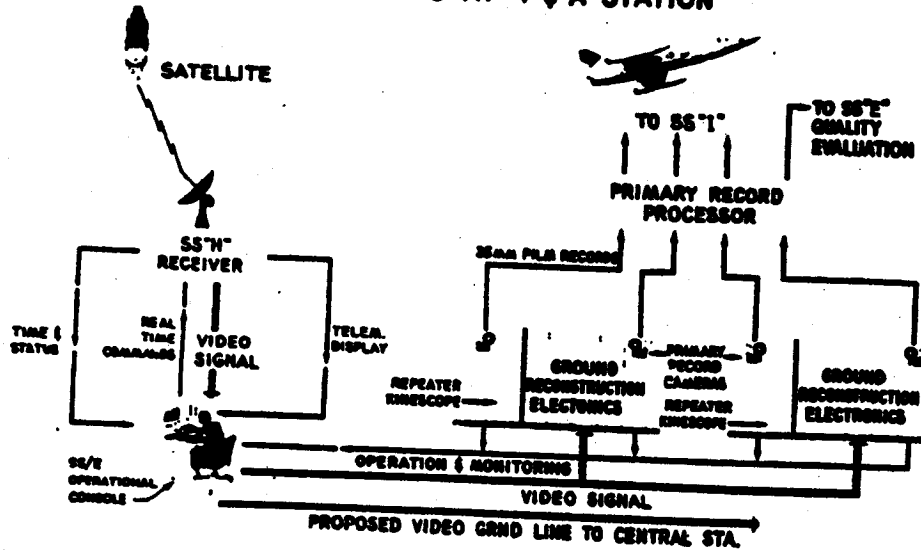 T & A STATION
SATELLITE
TO SS "I"
TO SS "E"
QUALITY
EVALUATION
PRIMARY RECORD
PROCESSOR
SS "H"
RECEIVER
35MM FILM RECORDS
TIME &
STATUS
REAL
TIME
COMMANDS
VIDEO
SIGNAL
TELEM.
DISPLAY
REPEATER
KINESCOPE
GROUND
RECONSTRUCTION
ELECTRONICS
PRIMARY
RECORD
CAMERAS
REPEATER
KINESCOPE
GROUND
RECONSTRUCTION
ELECTRONICS
SS/E
OPERATIONAL
CONSOLE
OPERATION & MONITORING
VIDEO SIGNAL
PROPOSED VIDEO GRND LINE TO CENTRAL STA.